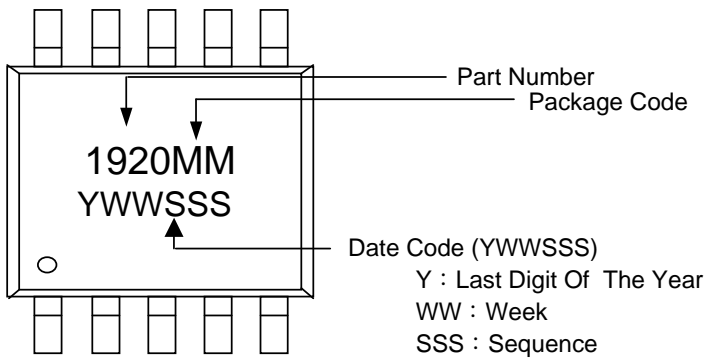 Part Number
Package Code
1920MM
YWWSSS
Date Code (YWWSSS)
Y：Last Digit Of The Year
WW：Week
SSS：Sequence